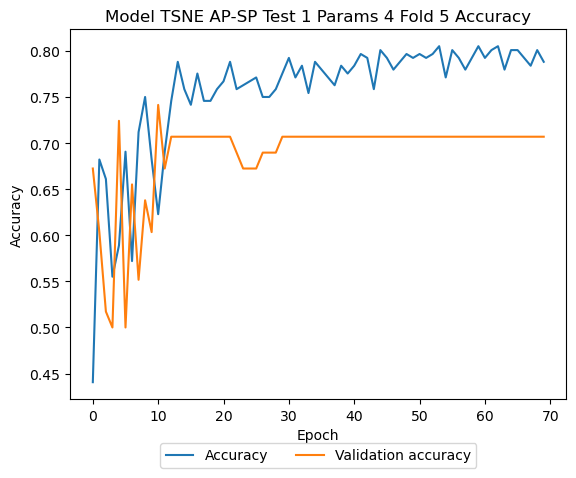 Model TSNE AP-SP Test 1 Params 4 Fold 5 Accuracy
0.80
0.75
0.70
0.65
0.60
0.55
0.50
0.45
Accuracy
0 10 20 30 40 50 60 70
Epoch
Accuracy Validation accuracy